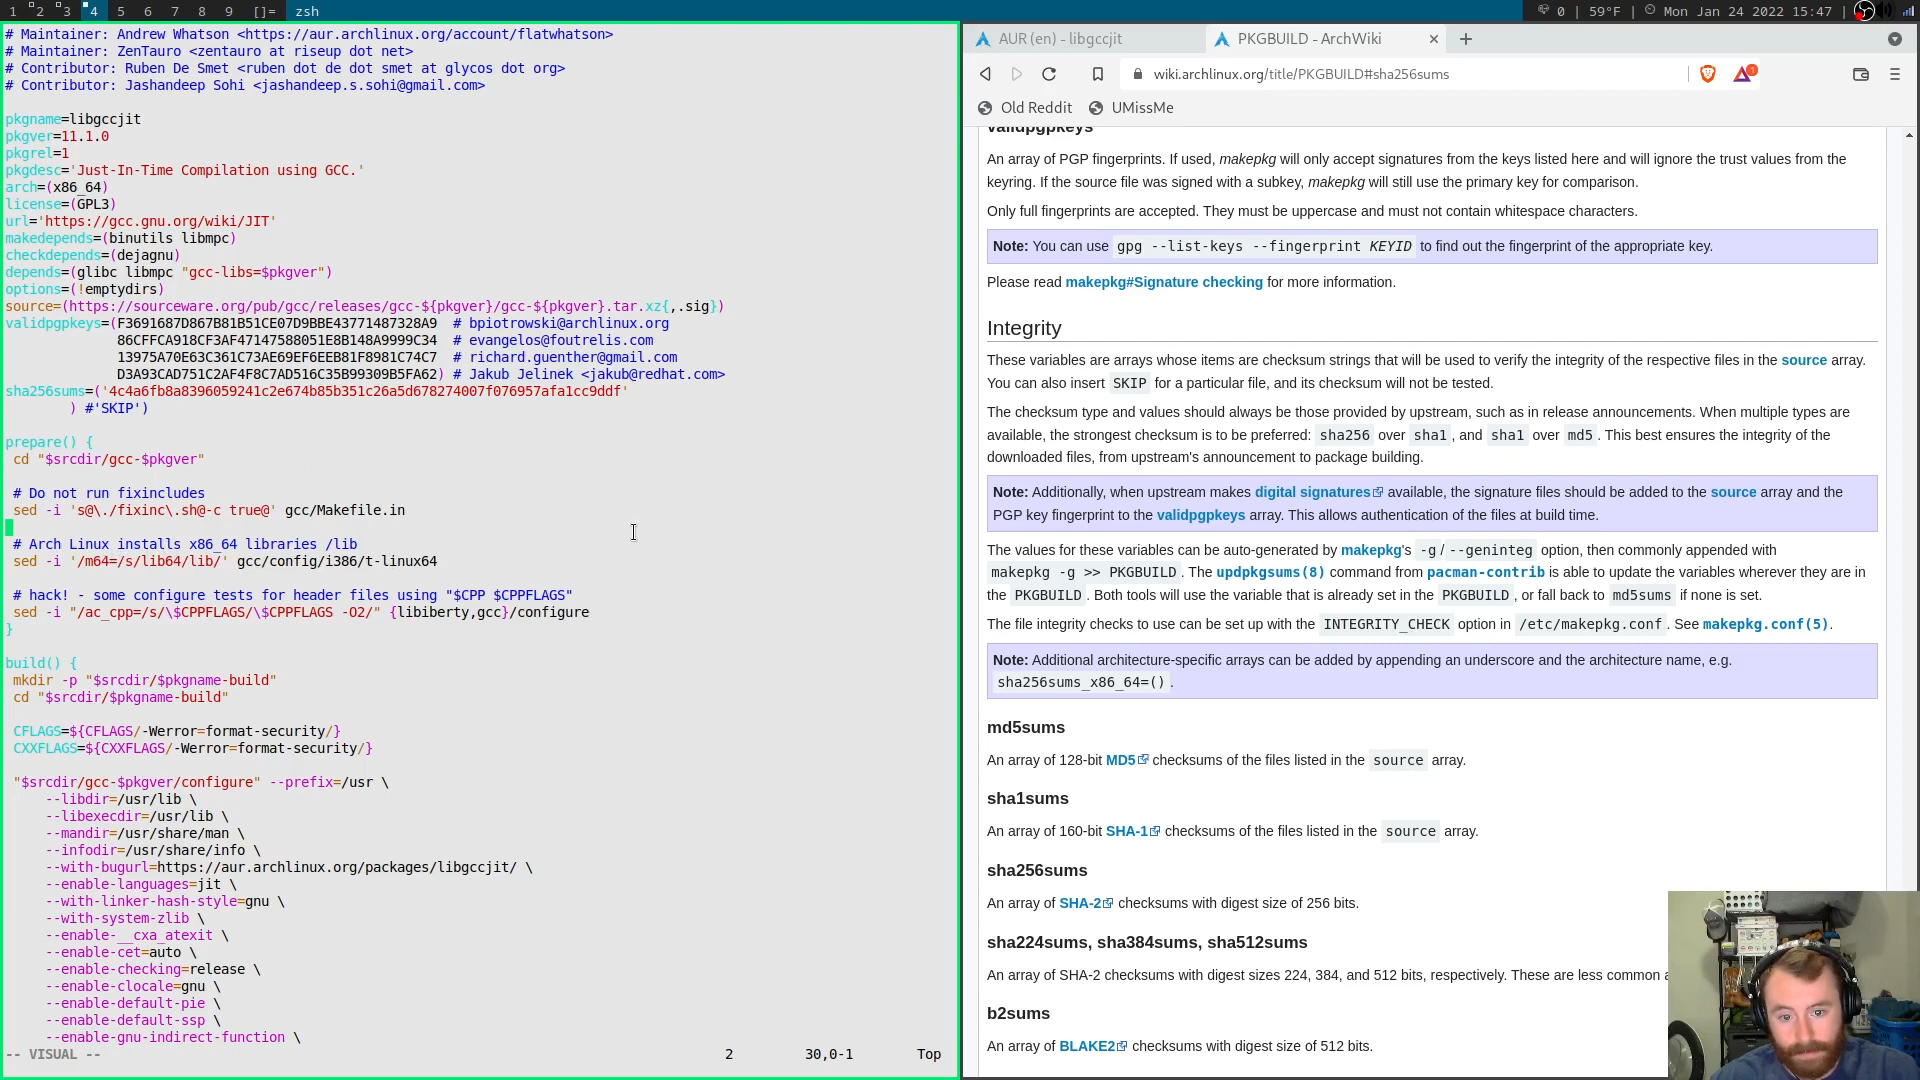 1 2 3 4 5 6 7 8 9 []= zsh
0 | 59°F | Mon Jan 24 2022 15:47 |
# Maintainer: Andrew Whatson <https://aur.archlinux.org/account/flatwhatson>
# Maintainer: ZenTauro <zentauro at riseup dot net>
# Contributor: Ruben De Smet <ruben dot de dot smet at glycos dot org>
# Contributor: Jashandeep Sohi <jashandeep.s.sohi@gmail.com>
pkgname=libgccjit
pkgver=11.1.0
pkgrel=1
pkgdesc='Just-In-Time Compilation using GCC.'
arch=(x86_64)
license=(GPL3)
url='https://gcc.gnu.org/wiki/JIT'
makedepends=(binutils libmpc)
checkdepends=(dejagnu)
depends=(glibc libmpc "gcc-libs=$pkgver")
options=(!emptydirs)
source=(https://sourceware.org/pub/gcc/releases/gcc-${pkgver}/gcc-${pkgver}.tar.xz{,.sig})
validpgpkeys=(F3691687D867B81B51CE07D9BBE43771487328A9  # bpiotrowski@archlinux.org
86CFFCA918CF3AF47147588051E8B148A9999C34  # evangelos@foutrelis.com
13975A70E63C361C73AE69EF6EEB81F8981C74C7  # richard.guenther@gmail.com
D3A93CAD751C2AF4F8C7AD516C35B99309B5FA62) # Jakub Jelinek <jakub@redhat.com>
sha256sums=('4c4a6fb8a8396059241c2e674b85b351c26a5d678274007f076957afa1cc9ddf'
) #'SKIP')
prepare() {
cd "$srcdir/gcc-$pkgver"
# Do not run fixincludes
sed -i 's@\./fixinc\.sh@-c true@' gcc/Makefile.in
# Arch Linux installs x86_64 libraries /lib
sed -i '/m64=/s/lib64/lib/' gcc/config/i386/t-linux64
# hack! - some configure tests for header files using "$CPP $CPPFLAGS"
sed -i "/ac_cpp=/s/\$CPPFLAGS/\$CPPFLAGS -O2/" {libiberty,gcc}/configure
}
build() {
mkdir -p "$srcdir/$pkgname-build"
cd "$srcdir/$pkgname-build"
CFLAGS=${CFLAGS/-Werror=format-security/}
CXXFLAGS=${CXXFLAGS/-Werror=format-security/}
"$srcdir/gcc-$pkgver/configure" --prefix=/usr \
--libdir=/usr/lib \
--libexecdir=/usr/lib \
--mandir=/usr/share/man \
--infodir=/usr/share/info \
--with-bugurl=https://aur.archlinux.org/packages/libgccjit/ \
--enable-languages=jit \
--with-linker-hash-style=gnu \
--with-system-zlib \
--enable-__cxa_atexit \
--enable-cet=auto \
--enable-checking=release \
--enable-clocale=gnu \
--enable-default-pie \
--enable-default-ssp \
--enable-gnu-indirect-function \
-- VISUAL -- 2 30,0-1 Top
AUR (en) - libgccjit PKGBUILD - ArchWiki
wiki.archlinux.org/title/PKGBUILD#sha256sums 1
Old Reddit UMissMe
validpgpkeys
An array of PGP fingerprints. If used, makepkg will only accept signatures from the keys listed here and will ignore the trust values from the
keyring. If the source file was signed with a subkey, makepkg will still use the primary key for comparison.
Only full fingerprints are accepted. They must be uppercase and must not contain whitespace characters.
Note: You can use gpg --list-keys --fingerprint KEYID to find out the fingerprint of the appropriate key.
Please read makepkg#Signature checking for more information.
Integrity
These variables are arrays whose items are checksum strings that will be used to verify the integrity of the respective files in the source array.
You can also insert SKIP for a particular file, and its checksum will not be tested.
The checksum type and values should always be those provided by upstream, such as in release announcements. When multiple types are
available, the strongest checksum is to be preferred: sha256 over sha1, and sha1 over md5. This best ensures the integrity of the
downloaded files, from upstream's announcement to package building.
Note: Additionally, when upstream makes digital signatures available, the signature files should be added to the source array and the
PGP key fingerprint to the validpgpkeys array. This allows authentication of the files at build time.
The values for these variables can be auto-generated by makepkg's -g/--geninteg option, then commonly appended with
makepkg -g >> PKGBUILD. The updpkgsums(8) command from pacman-contrib is able to update the variables wherever they are in
the PKGBUILD. Both tools will use the variable that is already set in the PKGBUILD, or fall back to md5sums if none is set.
The file integrity checks to use can be set up with the INTEGRITY_CHECK option in /etc/makepkg.conf. See makepkg.conf(5).
Note: Additional architecture-specific arrays can be added by appending an underscore and the architecture name, e.g.
sha256sums_x86_64=().
md5sums
An array of 128-bit MD5 checksums of the files listed in the source array.
sha1sums
An array of 160-bit SHA-1 checksums of the files listed in the source array.
sha256sums
An array of SHA-2 checksums with digest size of 256 bits.
sha224sums, sha384sums, sha512sums
An array of SHA-2 checksums with digest sizes 224, 384, and 512 bits, respectively. These are less common
b2sums
An array of BLAKE2 checksums with digest size of 512 bits.